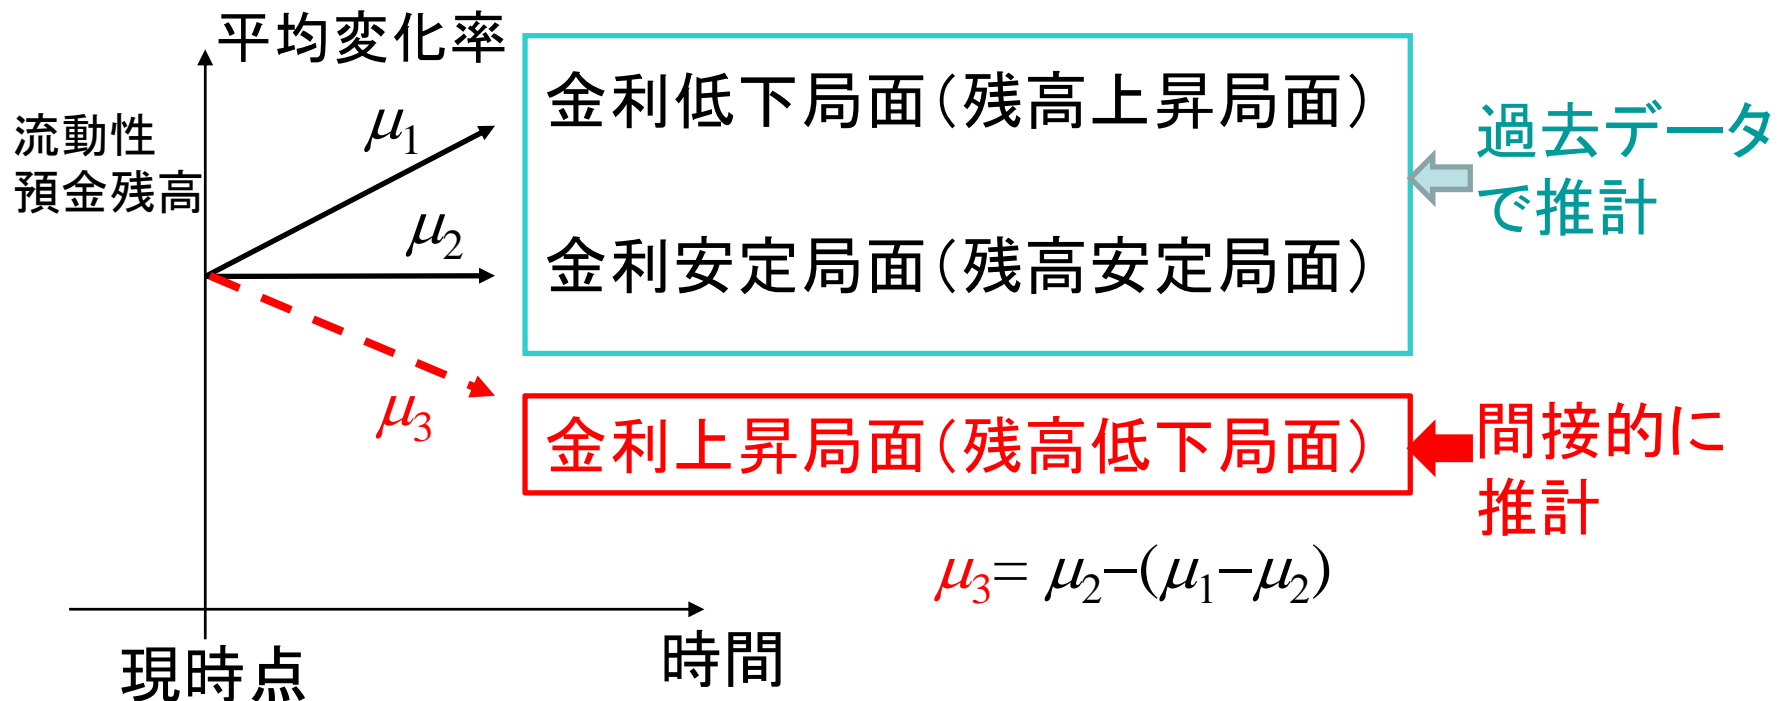 平均変化率
流動性
預金残高
μ1
μ2
μ3
金利低下局面（残高上昇局面）
金利安定局面（残高安定局面）
過去データ
で推計
金利上昇局面（残高低下局面）
間接的に
推計
μ3= μ2−(μ1−μ2)
時間
現時点